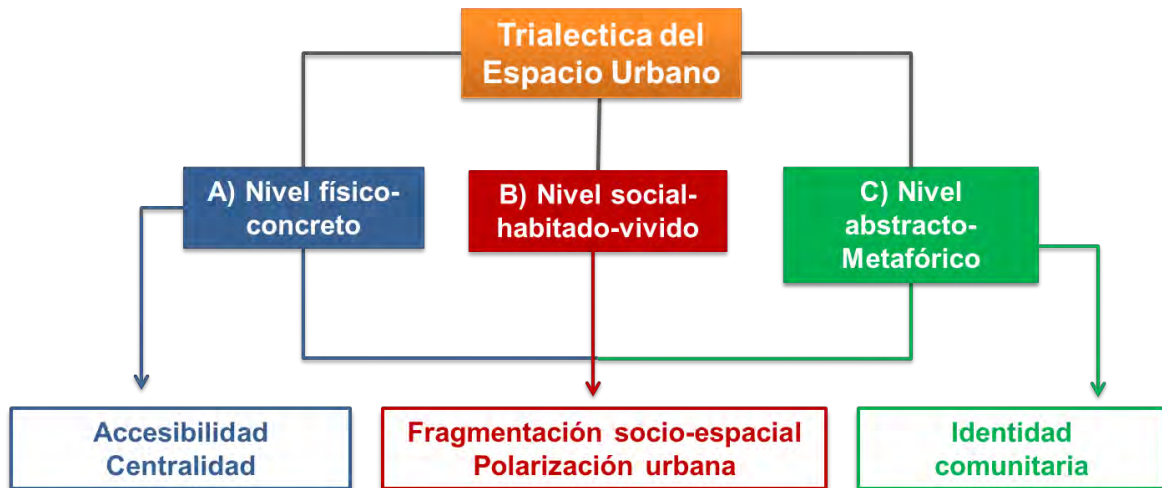 Trialectica del
Espacio Urbano
A) Nivel físico-
concreto
B) Nivel social-
habitado-vivido
C) Nivel
abstracto-
Metafórico
Accesibilidad
Centralidad
Fragmentación socio-espacial
Polarización urbana
Identidad
comunitaria